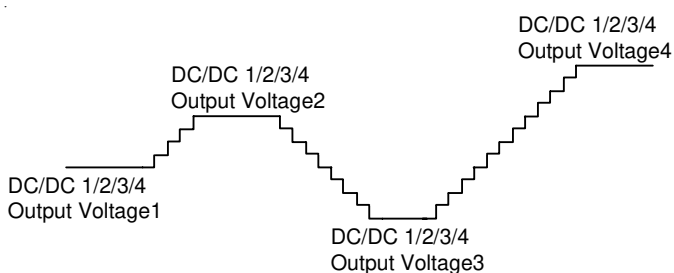 DC/DC 1/2/3/4
Output Voltage4
DC/DC 1/2/3/4
Output Voltage2
DC/DC 1/2/3/4
Output Voltage1
DC/DC 1/2/3/4
Output Voltage3